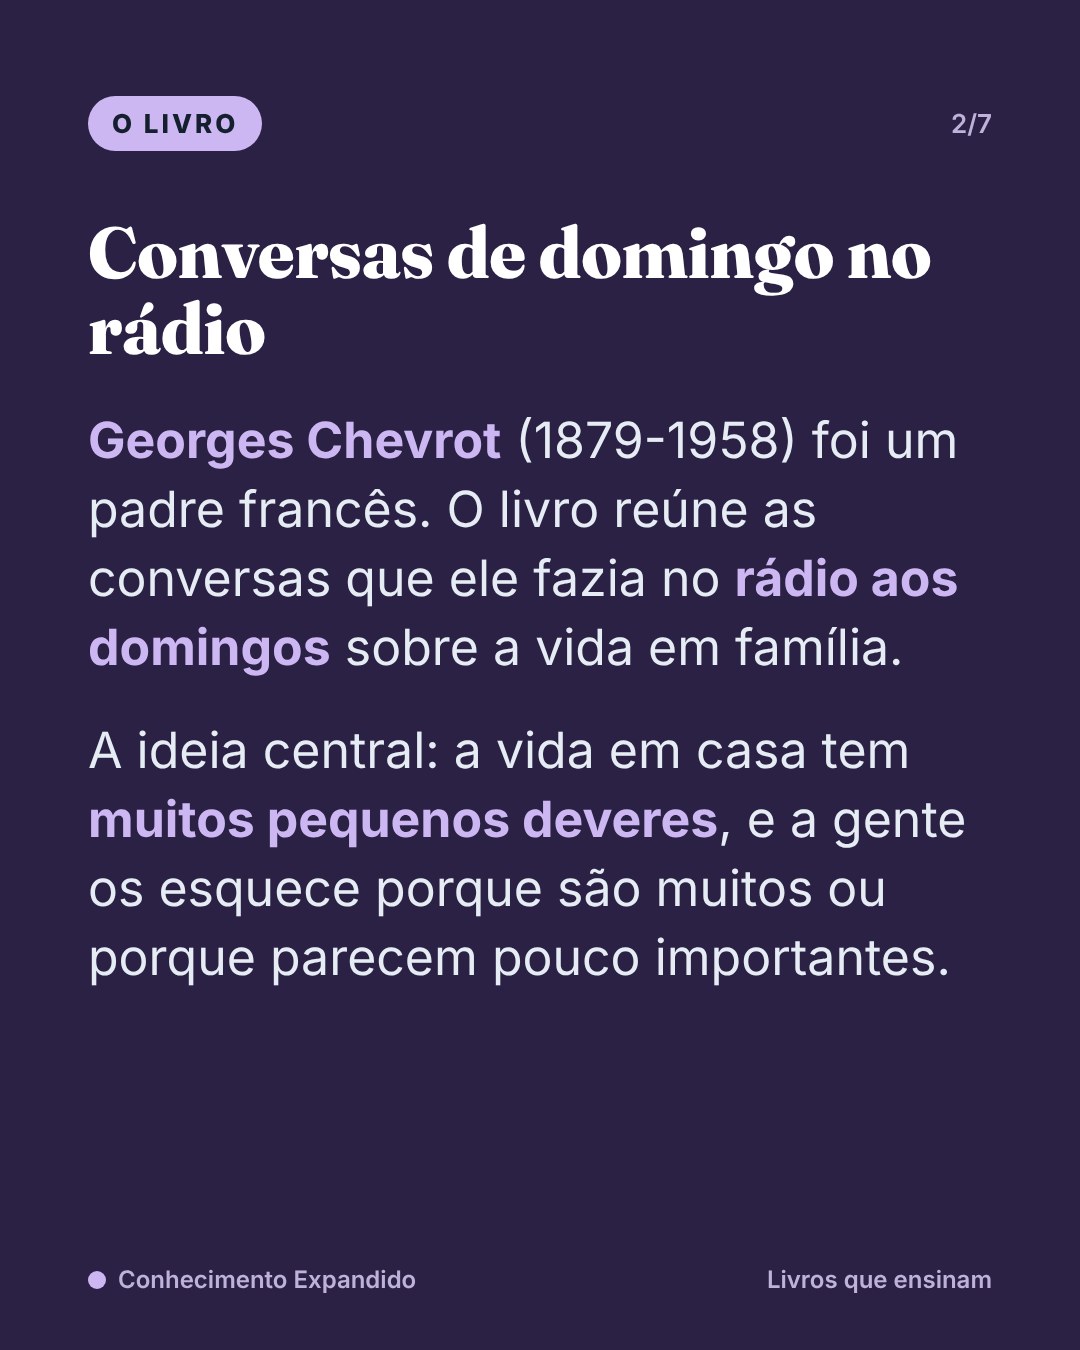 O LIVRO
2/7
Conversas de domingo no
rádio
Georges Chevrot (1879-1958) foi um
padre francês. O livro reúne as
conversas que ele fazia no rádio aos
domingos sobre a vida em família.
A ideia central: a vida em casa tem
muitos pequenos deveres, e a gente
os esquece porque são muitos ou
porque parecem pouco importantes.
Conhecimento Expandido
Livros que ensinam